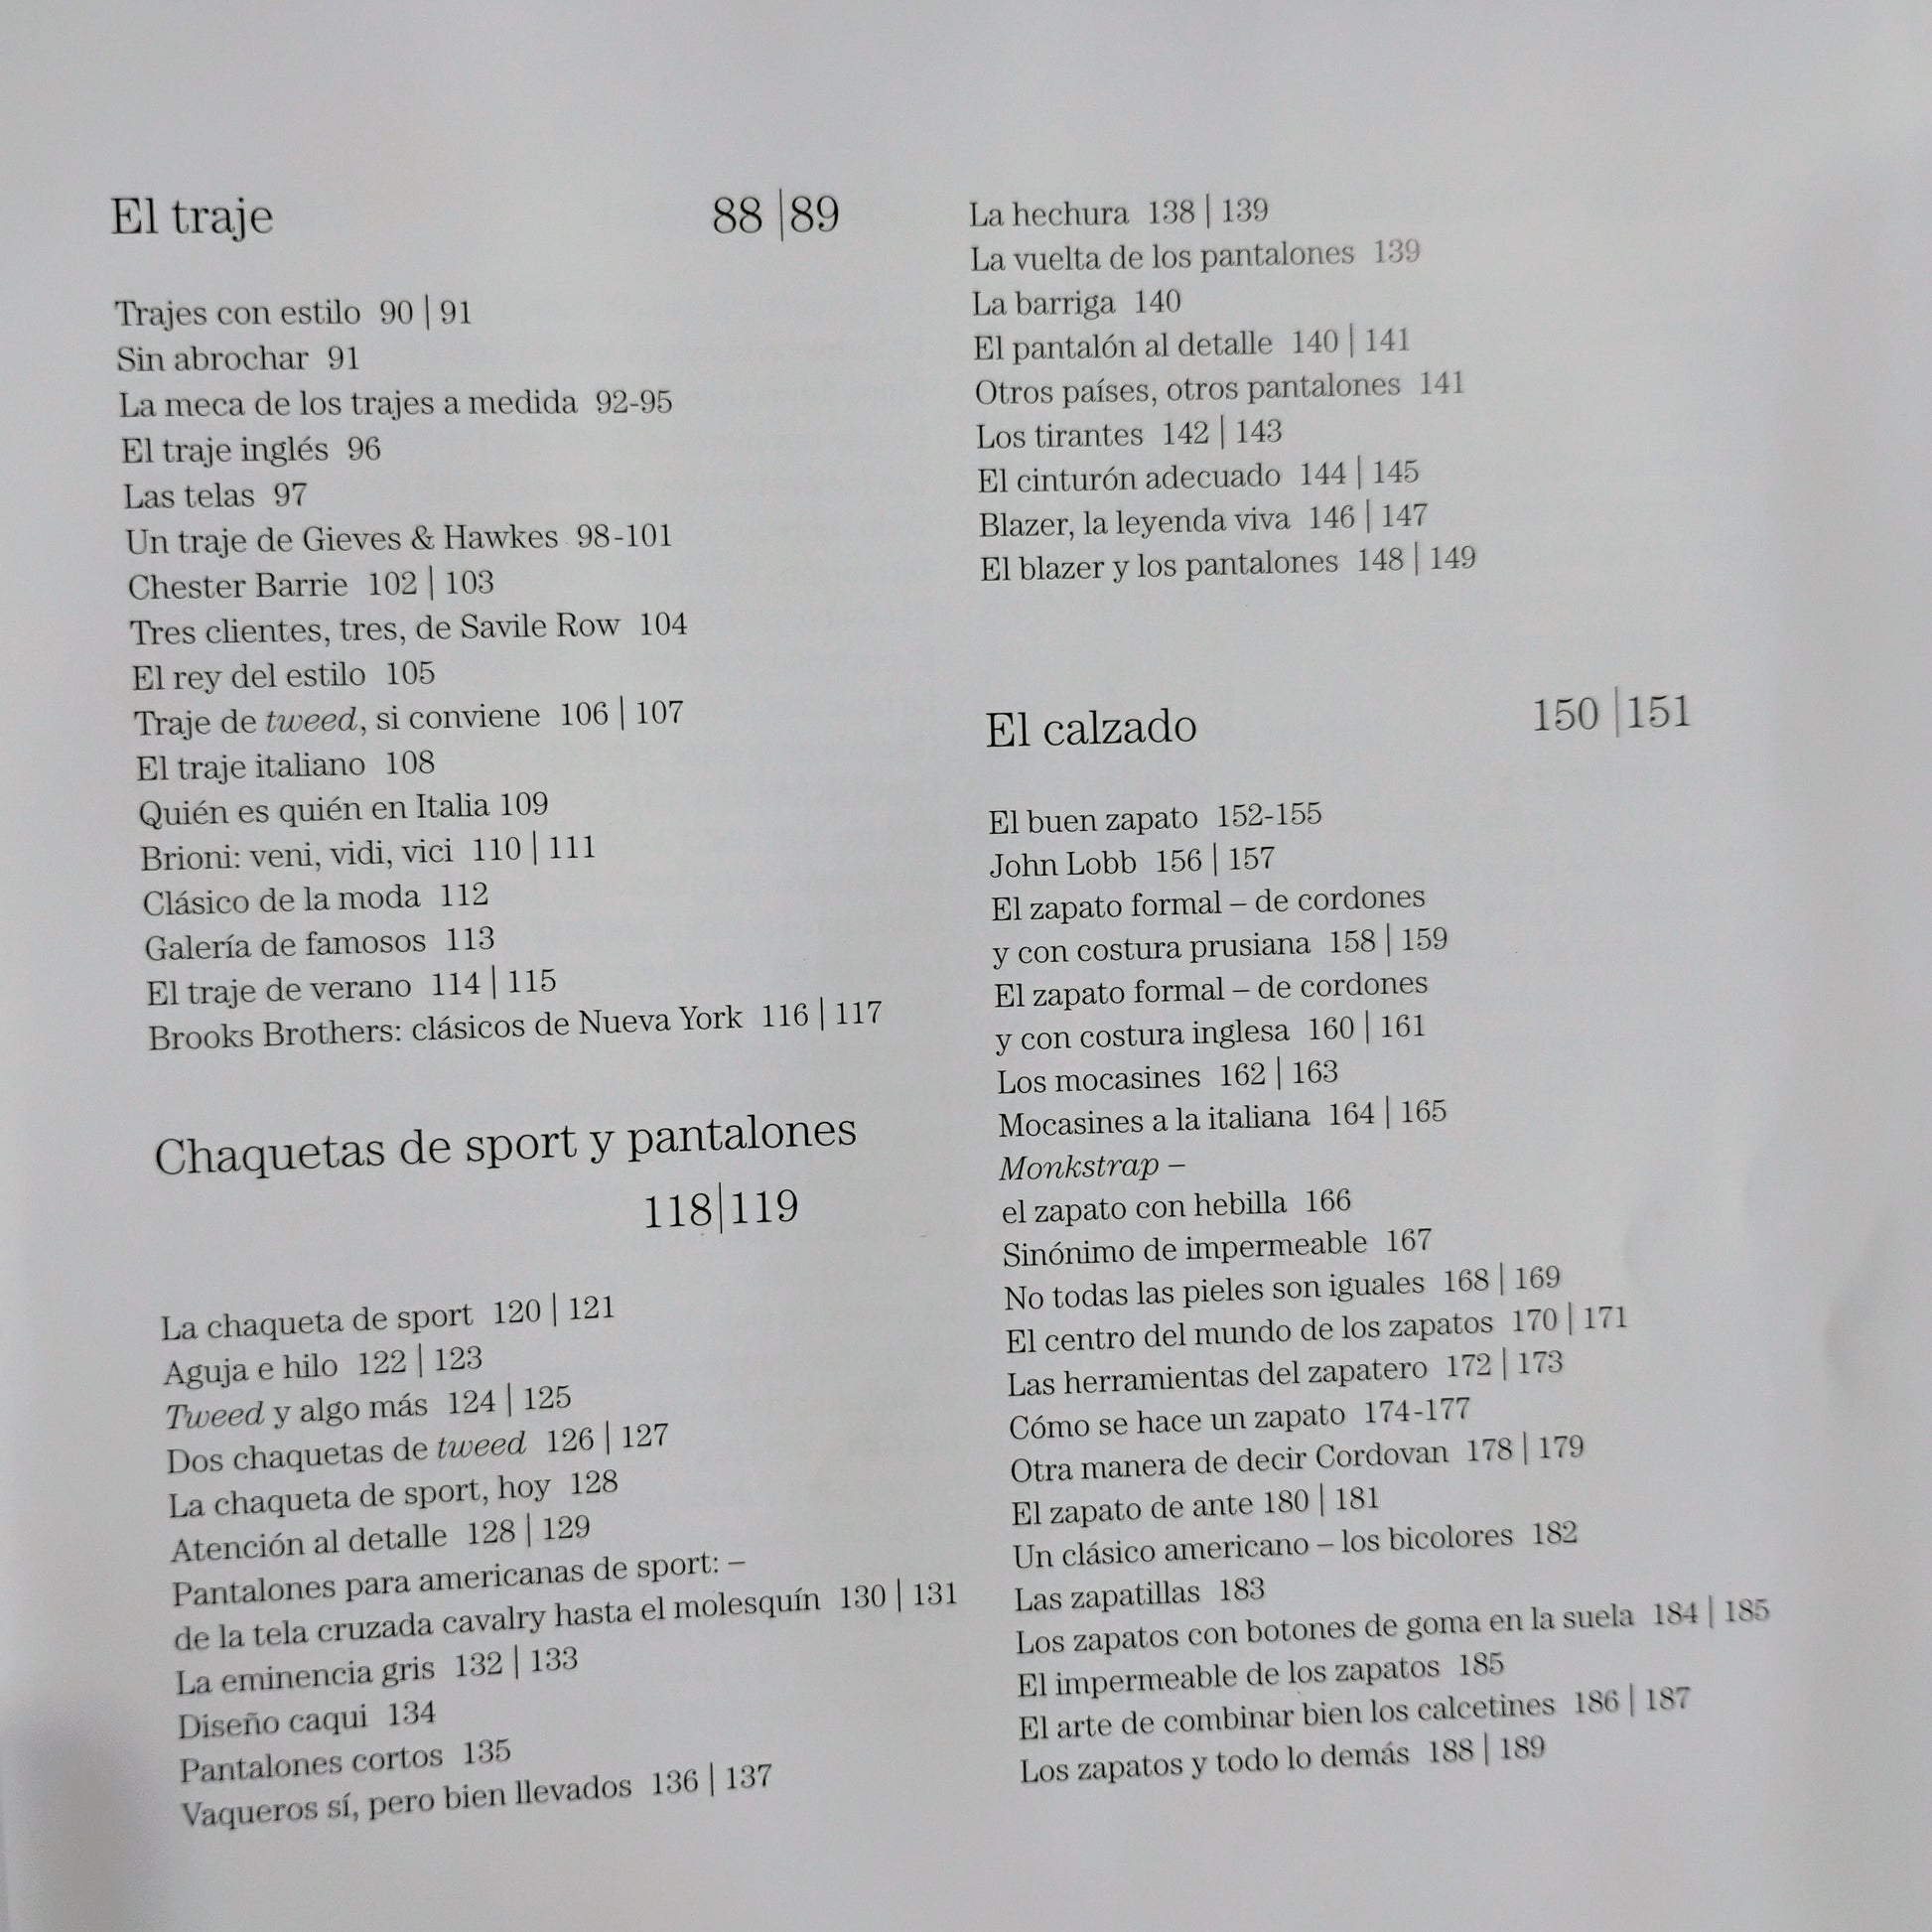 El traje 88 | 89
Trajes con estilo 90 | 91
Sin abrochar 91
La meca de los trajes a medida 92-95
El traje inglés 96
Las telas 97
Un traje de Gieves & Hawkes 98-101
Chester Barrie 102 | 103
Tres clientes, tres, de Savile Row 104
El rey del estilo 105
Traje de tweed, si conviene 106 | 107
El traje italiano 108
Quién es quién en Italia 109
Brioni: veni, vidi, vici 110 | 111
Clásico de la moda 112
Galería de famosos 113
El traje de verano 114 | 115
Brooks Brothers: clásicos de Nueva York 116 | 117
Chaquetas de sport y pantalones
118 | 119
La chaqueta de sport 120 | 121
Aguja e hilo 122 | 123
Tweed y algo más 124 | 125
Dos chaquetas de tweed 126 | 127
La chaqueta de sport, hoy 128
Atención al detalle 128 | 129
Pantalones para americanas de sport: –
de la tela cruzada cavalry hasta el molesquín 130 | 131
La eminencia gris 132 | 133
Diseño caqui 134
Pantalones cortos 135
Vaqueros sí, pero bien llevados 136 | 137
La hechura 138 | 139
La vuelta de los pantalones 139
La barriga 140
El pantalón al detalle 140 | 141
Otros países, otros pantalones 141
Los tirantes 142 | 143
El cinturón adecuado 144 | 145
Blazer, la leyenda viva 146 | 147
El blazer y los pantalones 148 | 149
El calzado 150 | 151
El buen zapato 152-155
John Lobb 156 | 157
El zapato formal – de cordones
y con costura prusiana 158 | 159
El zapato formal – de cordones
y con costura inglesa 160 | 161
Los mocasines 162 | 163
Mocasines a la italiana 164 | 165
Monkstrap –
el zapato con hebilla 166
Sinónimo de impermeable 167
No todas las pieles son iguales 168 | 169
El centro del mundo de los zapatos 170 | 171
Las herramientas del zapatero 172 | 173
Cómo se hace un zapato 174-177
Otra manera de decir Cordovan 178 | 179
El zapato de ante 180 | 181
Un clásico americano – los bicolores 182
Las zapatillas 183
Los zapatos con botones de goma en la suela 184 | 185
El impermeable de los zapatos 185
El arte de combinar bien los calcetines 186 | 187
Los zapatos y todo lo demás 188 | 189